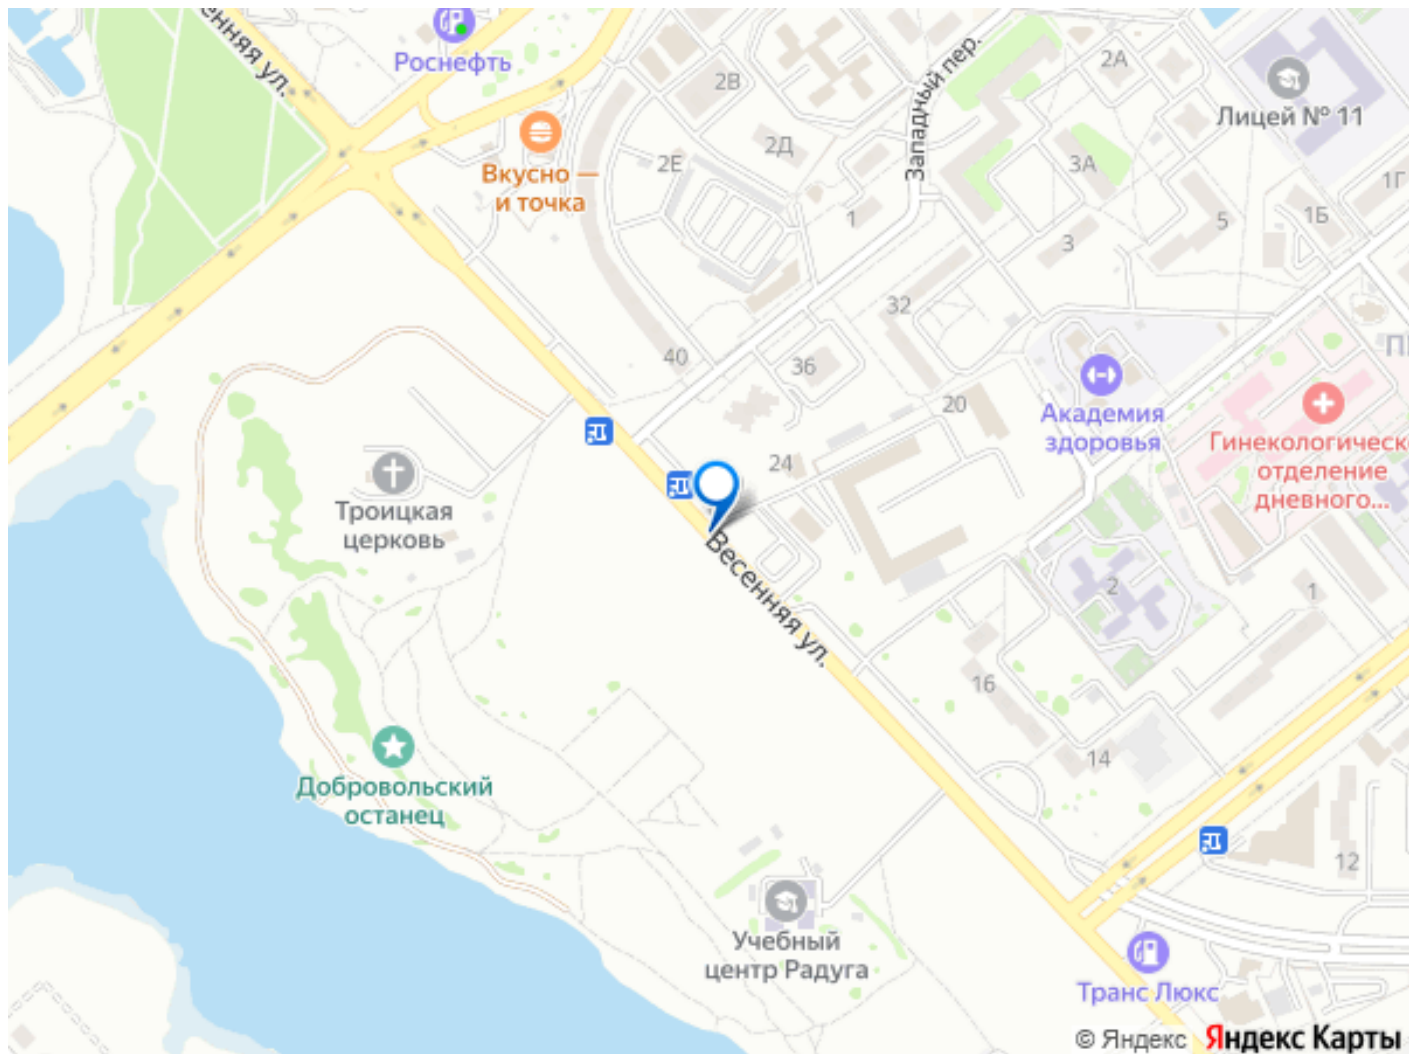 енняя ул.
Роснефть
Вкусно —
и точка
2В
2Д
2Е
1
Западный пер.
2А
Лицей № 11
3А
1Г
5
1Б
3
32
40
36
20
24
Академия
здоровья
Гинекологическ
отделение
дневного...
Троицкая
церковь
Весенняя ул.
2
1
16
14
Добровольский
останец
12
Учебный
центр Радуга
Транс Люкс
© Яндекс Яндекс Карты